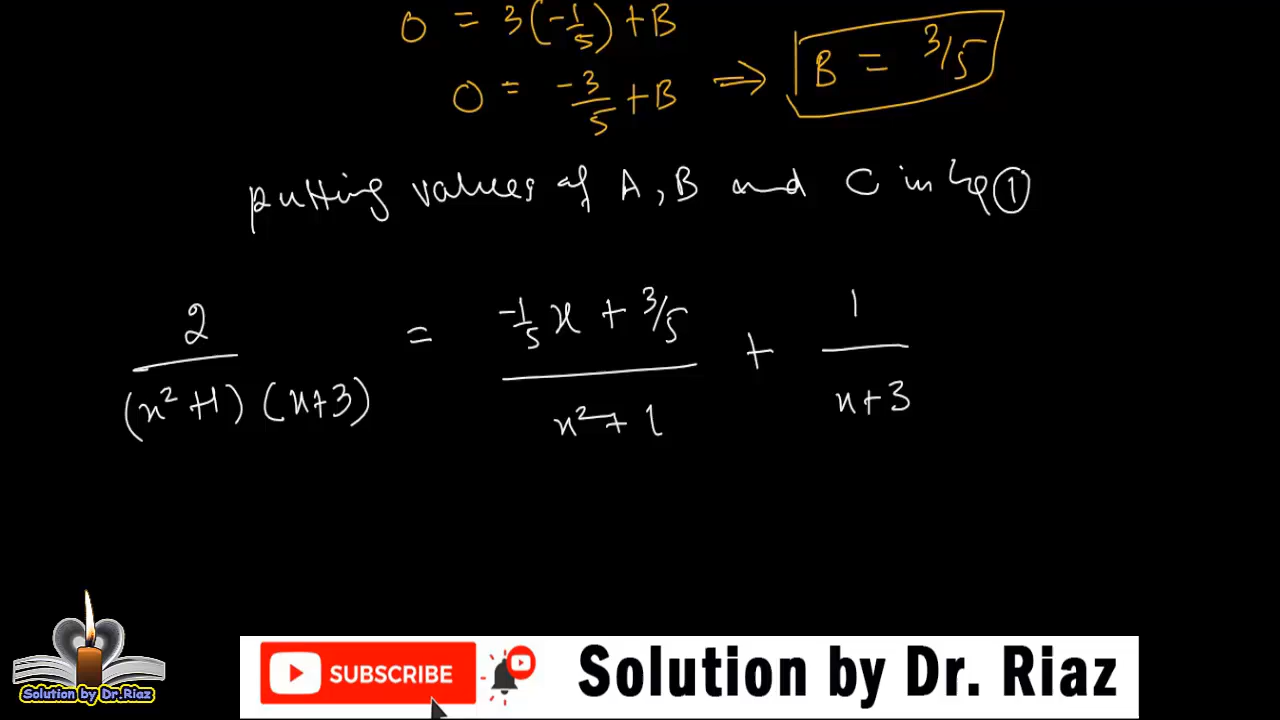 0 = 3(-1/5) + B
0 = -3/5 + B ⇒ B = 3/5
putting values of A, B and C in Eq ①
2/((x²+1)(x+3)) = (-1/5 x + 3/5)/(x²+1) + 1/(x+3)
Solution by Dr.Riaz
SUBSCRIBE
Solution by Dr. Riaz